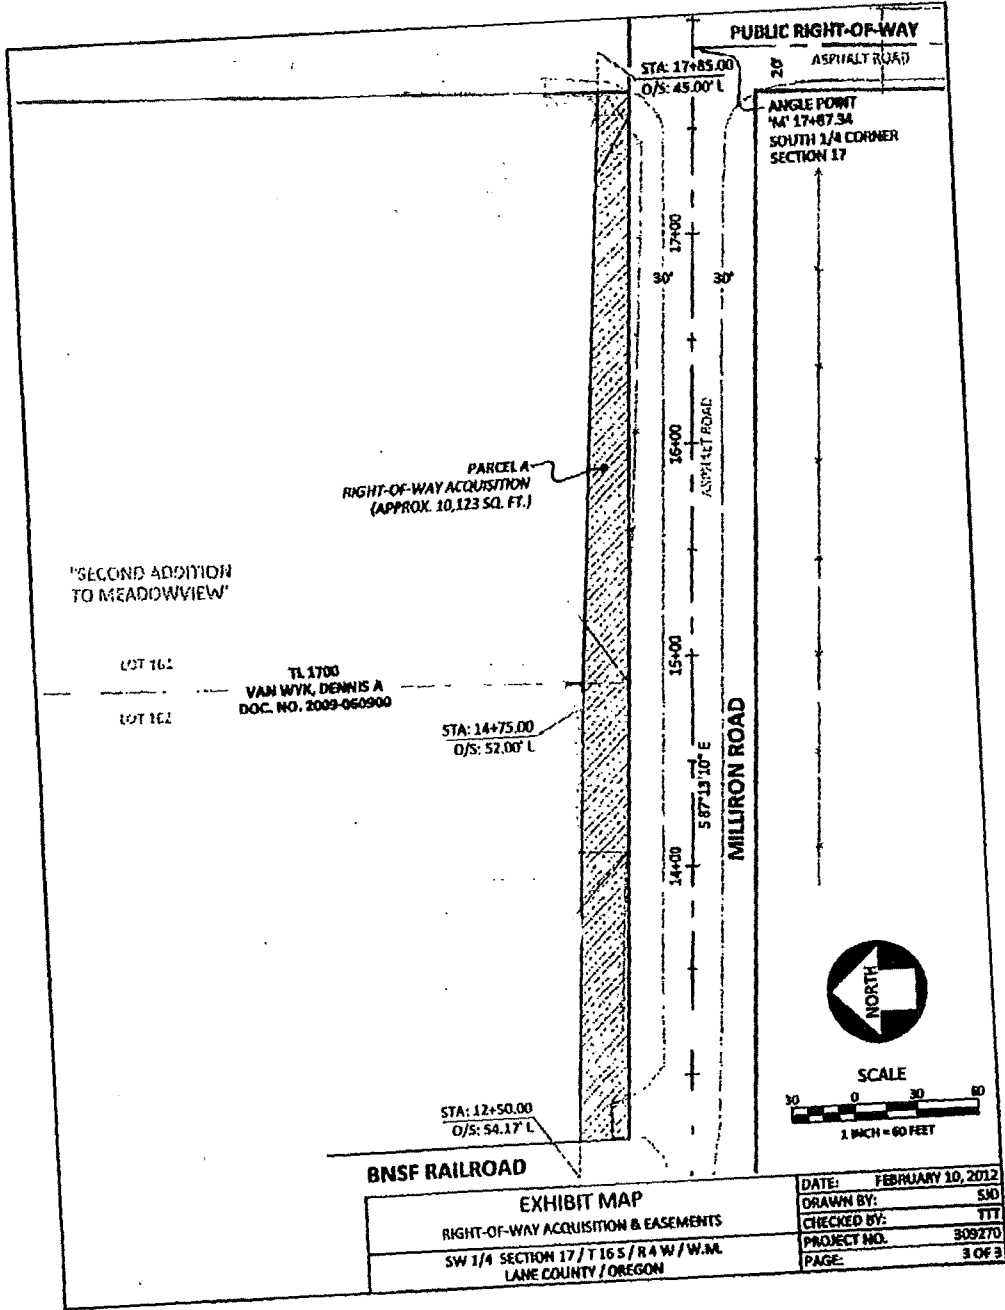 PUBLIC RIGHT-OF-WAY
ASPHALT ROAD
20'
STA: 17+85.00
O/S: 45.00' L
ANGLE POINT
'M' 17+87.34
SOUTH 1/4 CORNER
SECTION 17
17+00
30'
30'
16+00
ASPHALT ROAD
PARCEL A
RIGHT-OF-WAY ACQUISITION
(APPROX. 10,123 SQ. FT.)
"SECOND ADDITION
TO MEADOWVIEW"
15+00
LOT 161
TL 1700
VAN WYK, DENNIS A
DOC. NO. 2009-060900
LOT 162
STA: 14+75.00
O/S: 52.00' L
S 87°13'10" E
MILLIRON ROAD
14+00
NORTH
SCALE
30 0 30 60
1 INCH = 60 FEET
STA: 12+50.00
O/S: 54.17' L
BNSF RAILROAD
EXHIBIT MAP
RIGHT-OF-WAY ACQUISITION & EASEMENTS
SW 1/4 SECTION 17 / T 16 S / R 4 W / W.M.
LANE COUNTY / OREGON
DATE: FEBRUARY 10, 2012
DRAWN BY: SJD
CHECKED BY: TTT
PROJECT NO. 309270
PAGE: 3 OF 3